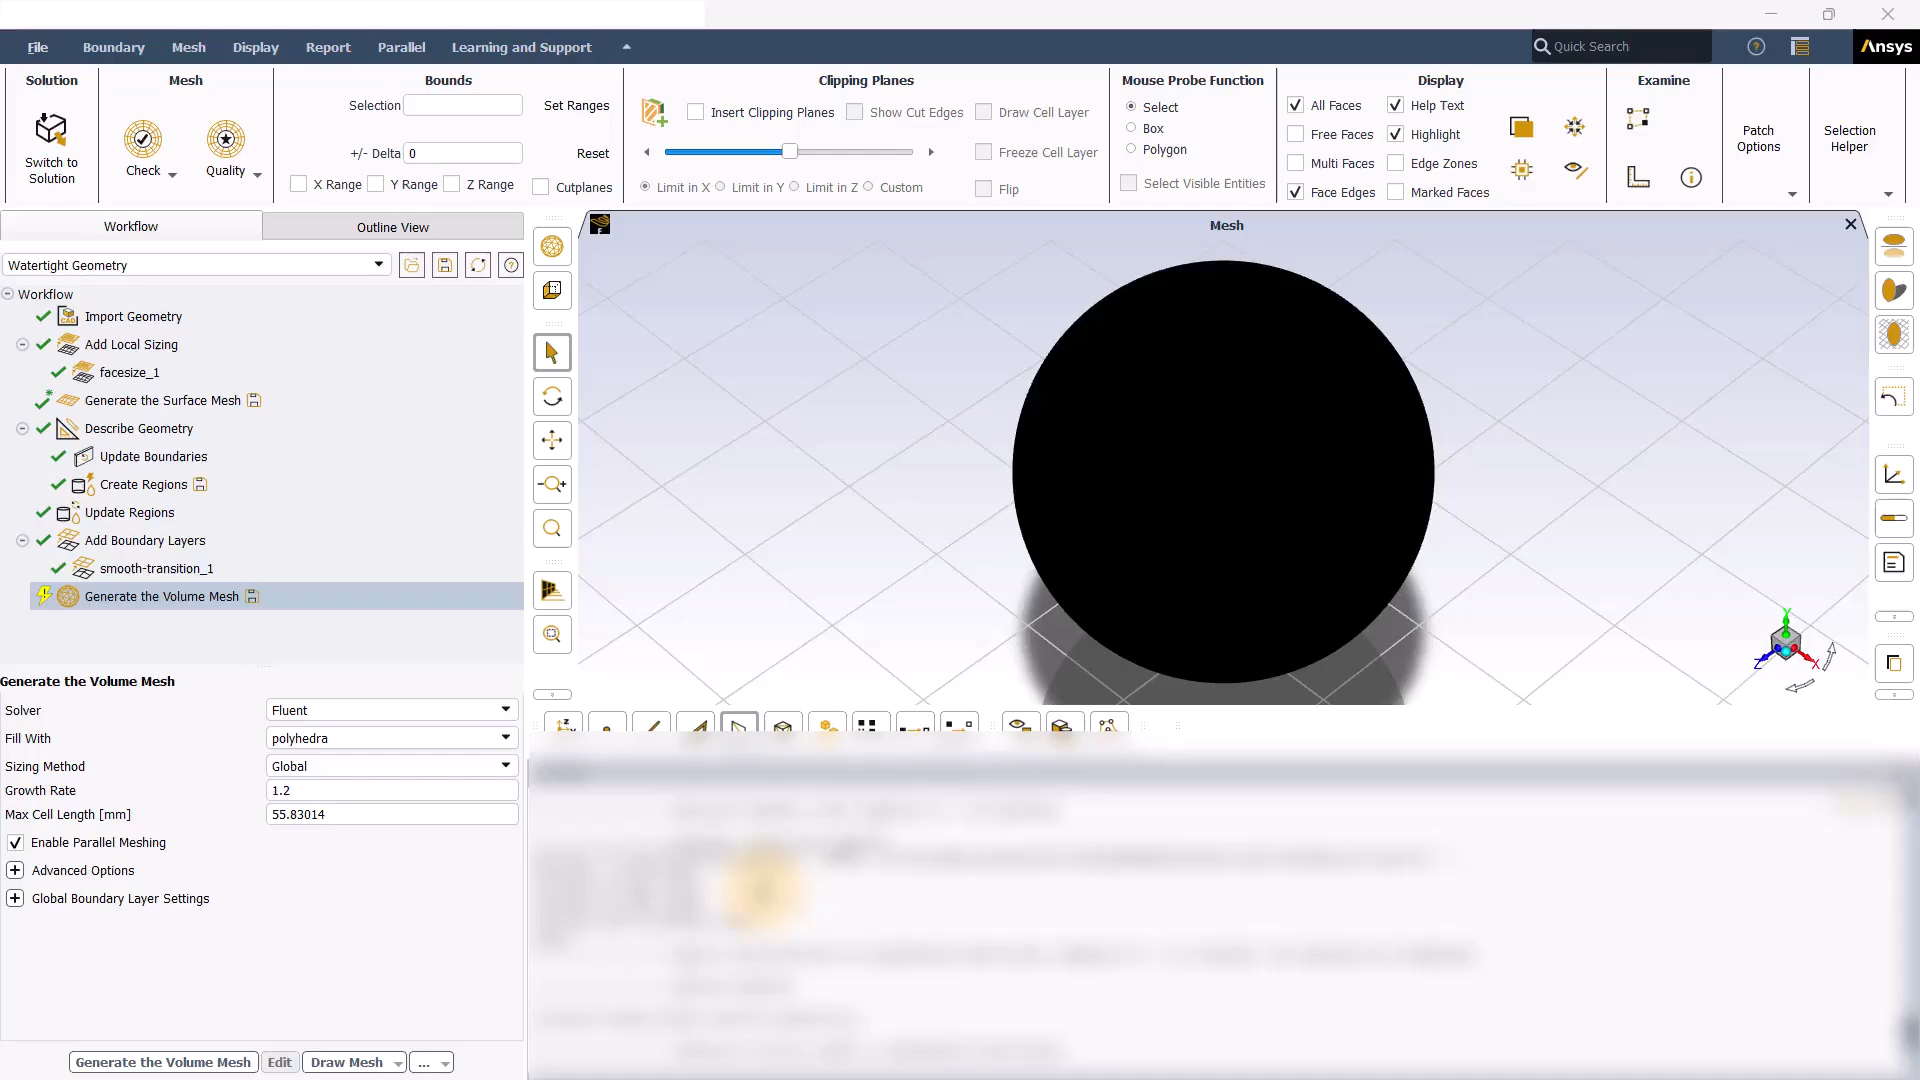 File Boundary Mesh Display Report Parallel Learning and Support Quick Search Ansys
Solution Mesh Bounds Clipping Planes Mouse Probe Function Display Examine
Switch to Solution
Check
Quality
Selection Set Ranges
+/- Delta 0 Reset
X Range Y Range Z Range Cutplanes
Insert Clipping Planes Show Cut Edges Draw Cell Layer
Freeze Cell Layer
Limit in X Limit in Y Limit in Z Custom Flip
Select
Box
Polygon
Select Visible Entities
All Faces Help Text
Free Faces Highlight
Multi Faces Edge Zones
Face Edges Marked Faces
Patch Options
Selection Helper
Workflow Outline View
Mesh
Watertight Geometry
Workflow
Import Geometry
Add Local Sizing
facesize_1
Generate the Surface Mesh
Describe Geometry
Update Boundaries
Create Regions
Update Regions
Add Boundary Layers
smooth-transition_1
Generate the Volume Mesh
Y
Z X
Generate the Volume Mesh
Solver Fluent
Fill With polyhedra
Sizing Method Global
Growth Rate 1.2
Max Cell Length [mm] 55.83014
Enable Parallel Meshing
Advanced Options
Global Boundary Layer Settings
Generate the Volume Mesh Edit Draw Mesh ...